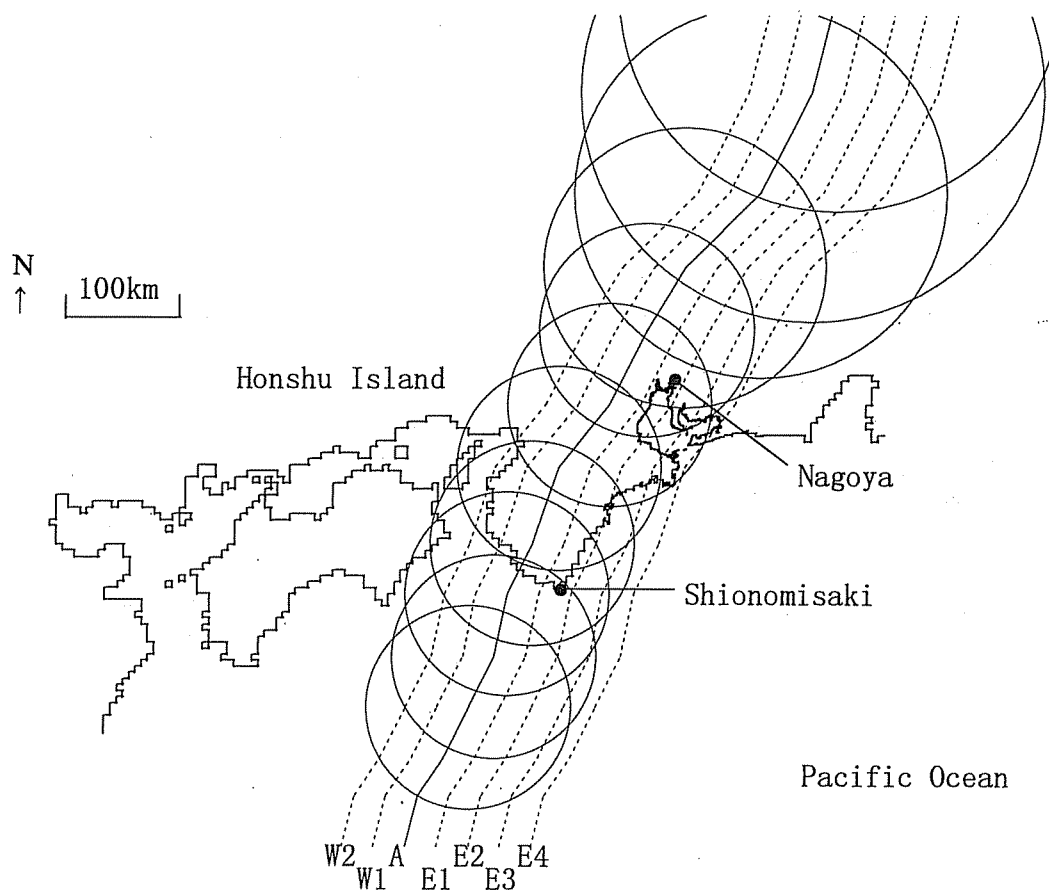 N
↑
100km
Honshu Island
Nagoya
Shionomisaki
Pacific Ocean
W2 A E2 E4
W1 E1 E3